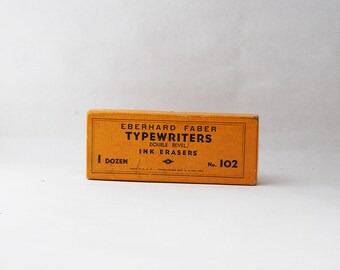 EBERHARD FABER
TYPEWRITERS
DOUBLE BEVEL
INK ERASERS
1 DOZEN
No. 102